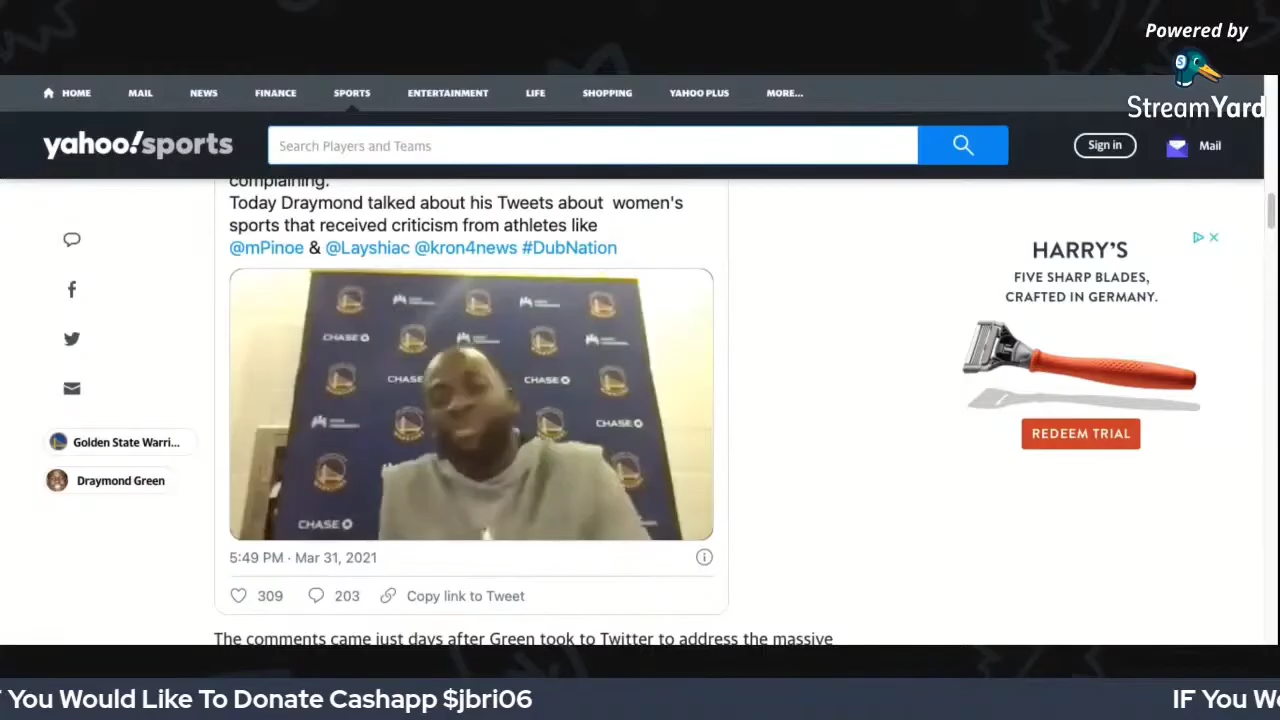 Powered by
StreamYard
HOME MAIL NEWS FINANCE SPORTS ENTERTAINMENT LIFE SHOPPING YAHOO PLUS MORE...
yahoo!sports
Search Players and Teams
Sign in
Mail
complaining.
Today Draymond talked about his Tweets about women's
sports that received criticism from athletes like
@mPinoe & @Layshiac @kron4news #DubNation
CHASE
CHASE
CHASE
CHASE
CHASE
5:49 PM · Mar 31, 2021
309 203 Copy link to Tweet
The comments came just days after Green took to Twitter to address the massive
Golden State Warri...
Draymond Green
HARRY'S
FIVE SHARP BLADES,
CRAFTED IN GERMANY.
REDEEM TRIAL
You Would Like To Donate Cashapp $jbri06
IF You